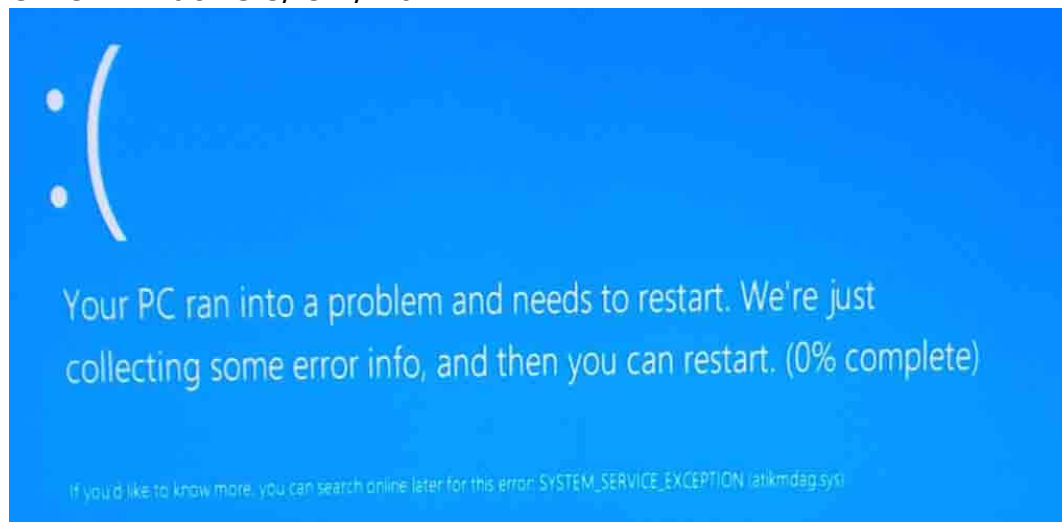 :(
Your PC ran into a problem and needs to restart. We're just
collecting some error info, and then you can restart. (0% complete)
If you'd like to know more, you can search online later for this error: SYSTEM_SERVICE_EXCEPTION (atikmdag.sys)